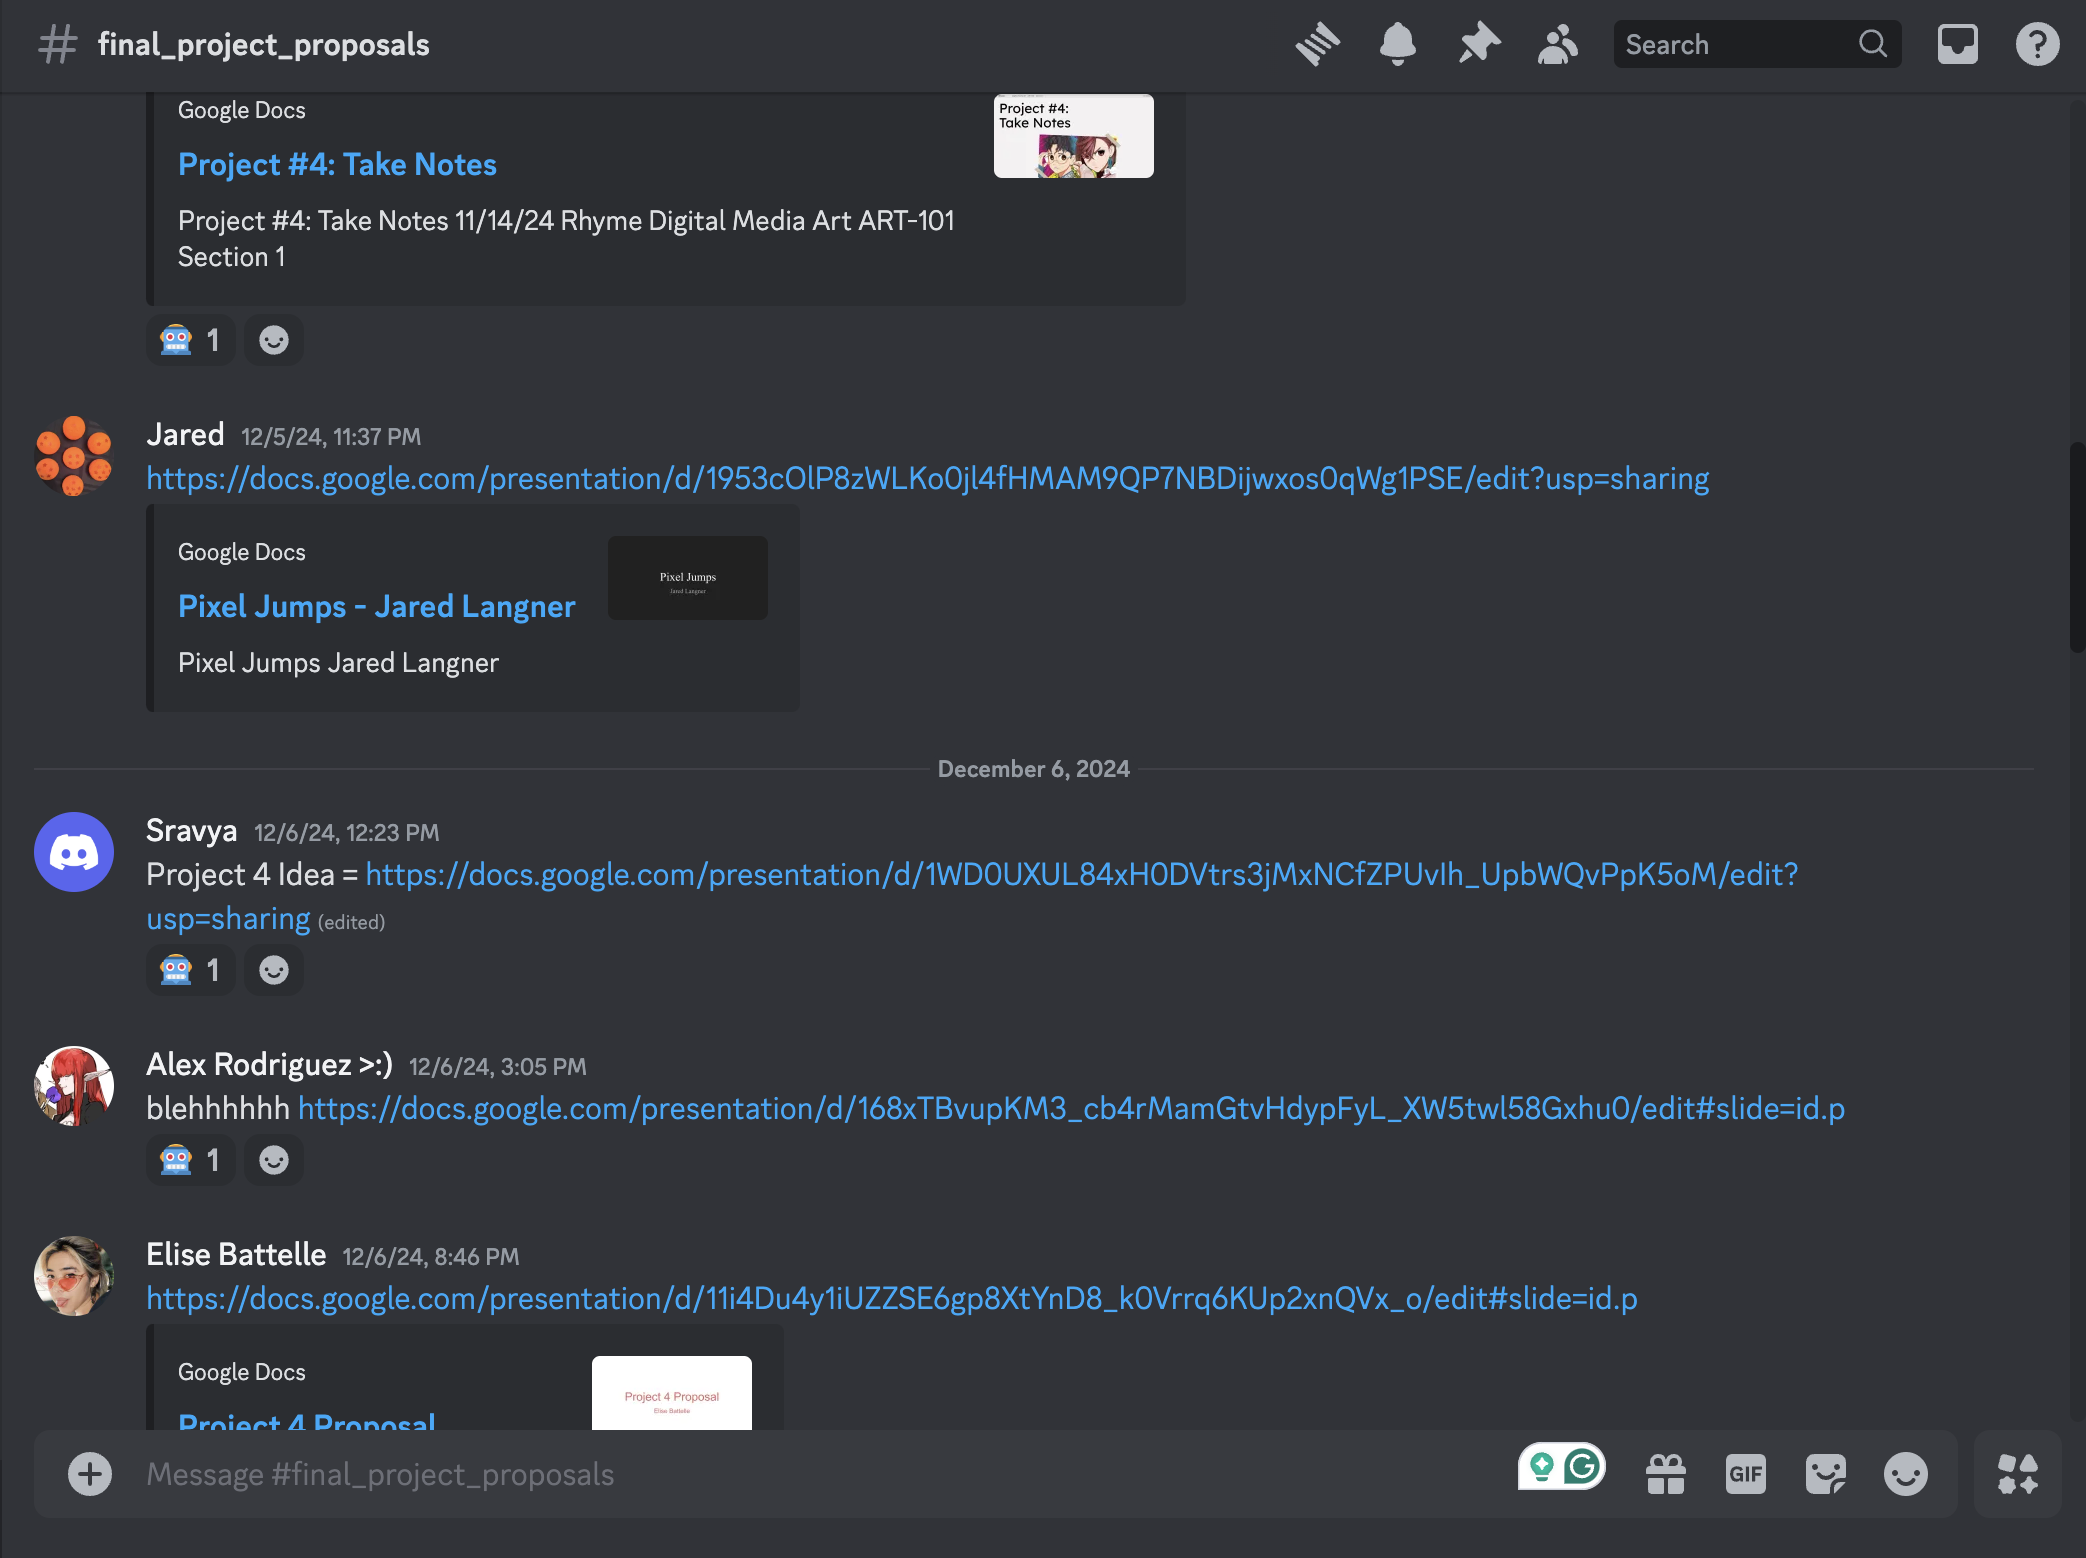 final_project_proposals
Search
Google Docs
Project #4:
Take Notes
Project #4: Take Notes
Project #4: Take Notes 11/14/24 Rhyme Digital Media Art ART-101
Section 1
1
Jared 12/5/24, 11:37 PM
https://docs.google.com/presentation/d/1953cOlP8zWLKo0jl4fHMAM9QP7NBDijwxos0qWg1PSE/edit?usp=sharing
Google Docs
Pixel Jumps
Jared Langner
Pixel Jumps - Jared Langner
Pixel Jumps Jared Langner
December 6, 2024
Sravya 12/6/24, 12:23 PM
Project 4 Idea = https://docs.google.com/presentation/d/1WD0UXUL84xH0DVtrs3jMxNCfZPUvIh_UpbWQvPpK5oM/edit?
usp=sharing (edited)
1
Alex Rodriguez >:) 12/6/24, 3:05 PM
blehhhhhh https://docs.google.com/presentation/d/168xTBvupKM3_cb4rMamGtvHdypFyL_XW5twl58Gxhu0/edit#slide=id.p
1
Elise Battelle 12/6/24, 8:46 PM
https://docs.google.com/presentation/d/11i4Du4y1iUZZSE6gp8XtYnD8_k0Vrrq6KUp2xnQVx_o/edit#slide=id.p
Google Docs
Project 4 Proposal
Elise Battelle
Project 4 Proposal
Message #final_project_proposals
GIF